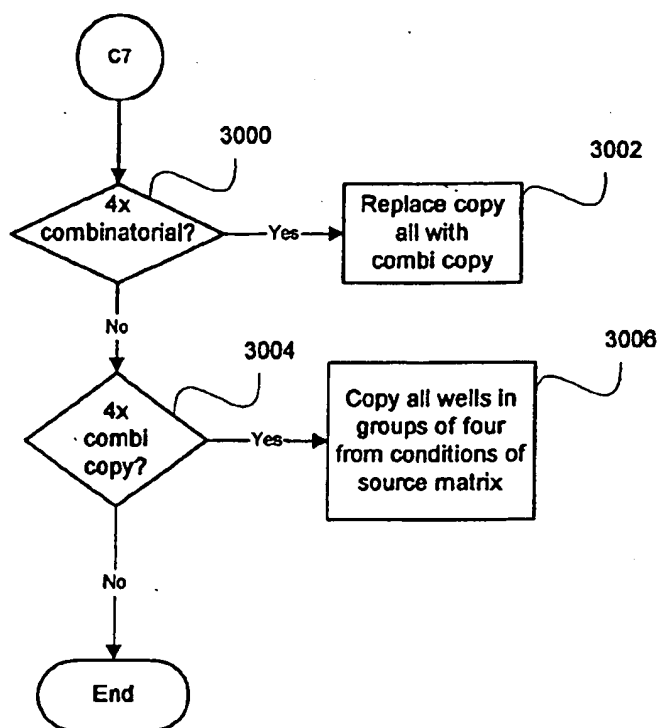 C7
3000
4x
combinatorial?
Yes
3002
Replace copy
all with
combi copy
No
3004
4x
combi
copy?
Yes
3006
Copy all wells in
groups of four
from conditions of
source matrix
No
End